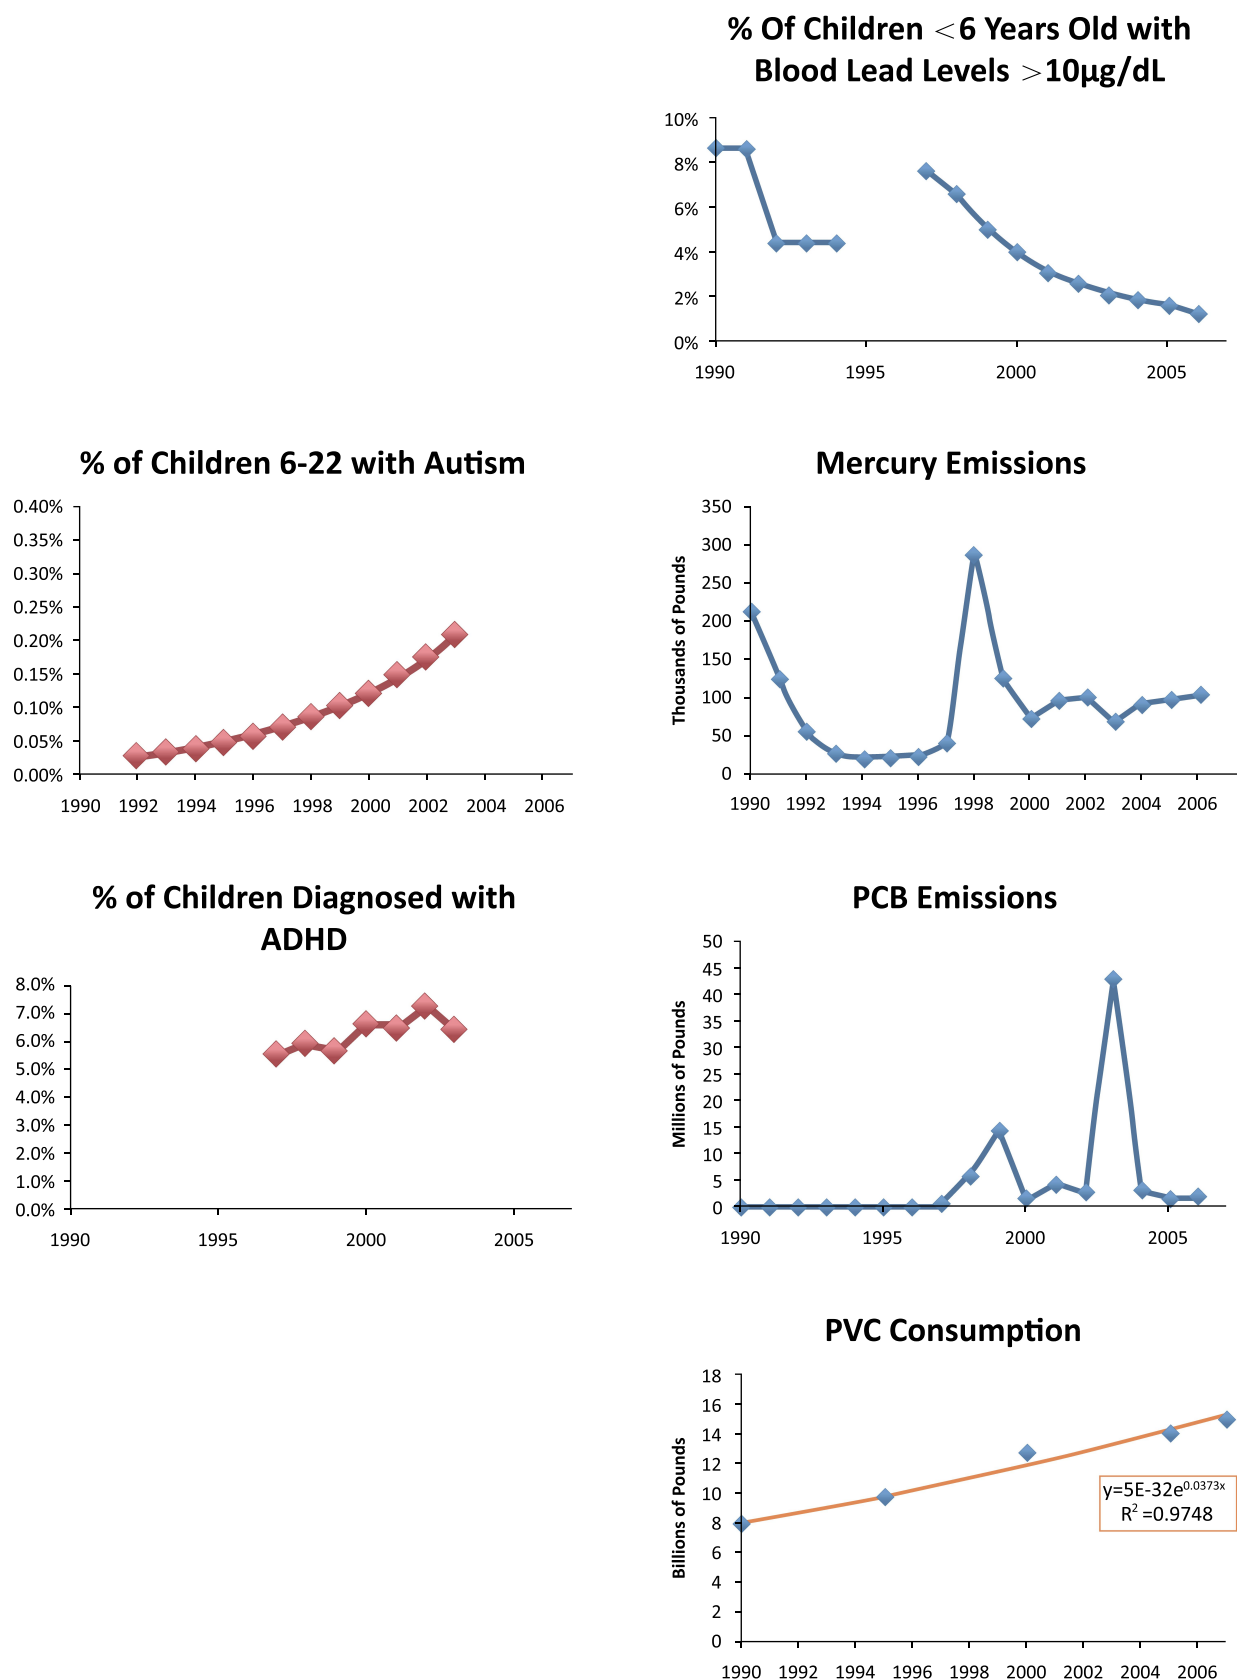 % Of Children <6 Years Old with
Blood Lead Levels >10µg/dL
10%
8%
6%
4%
2%
0%
1990 1995 2000 2005
% of Children 6-22 with Autism
0.40%
0.35%
0.30%
0.25%
0.20%
0.15%
0.10%
0.05%
0.00%
1990 1992 1994 1996 1998 2000 2002 2004 2006
Mercury Emissions
Thousands of Pounds
350
300
250
200
150
100
50
0
1990 1992 1994 1996 1998 2000 2002 2004 2006
% of Children Diagnosed with
ADHD
8.0%
7.0%
6.0%
5.0%
4.0%
3.0%
2.0%
1.0%
0.0%
1990 1995 2000 2005
PCB Emissions
Millions of Pounds
50
45
40
35
30
25
20
15
10
5
0
1990 1995 2000 2005
PVC Consumption
Billions of Pounds
18
16
14
12
10
8
6
4
2
0
y=5E-32e^0.0373x
R² =0.9748
1990 1992 1994 1996 1998 2000 2002 2004 2006